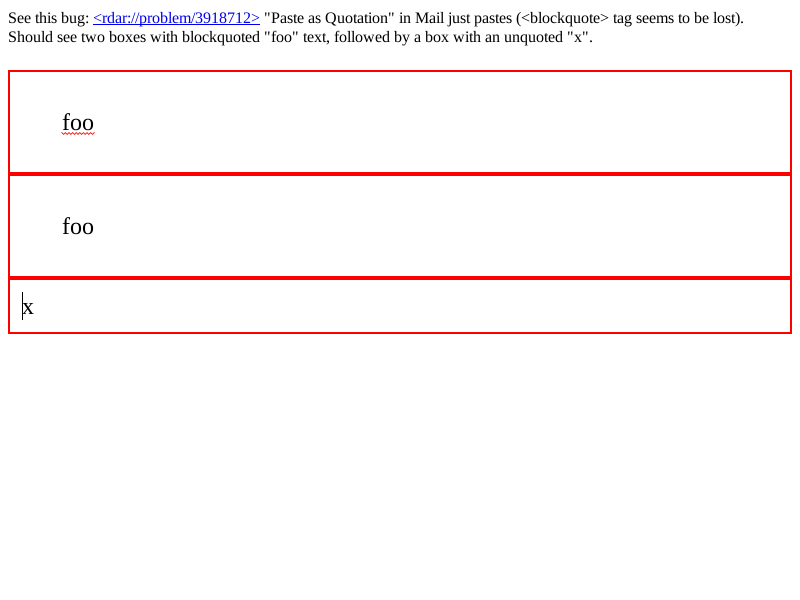 See this bug: <rdar://problem/3918712> "Paste as Quotation" in Mail just pastes (<blockquote> tag seems to be lost).
Should see two boxes with blockquoted "foo" text, followed by a box with an unquoted "x".
foo
foo
x